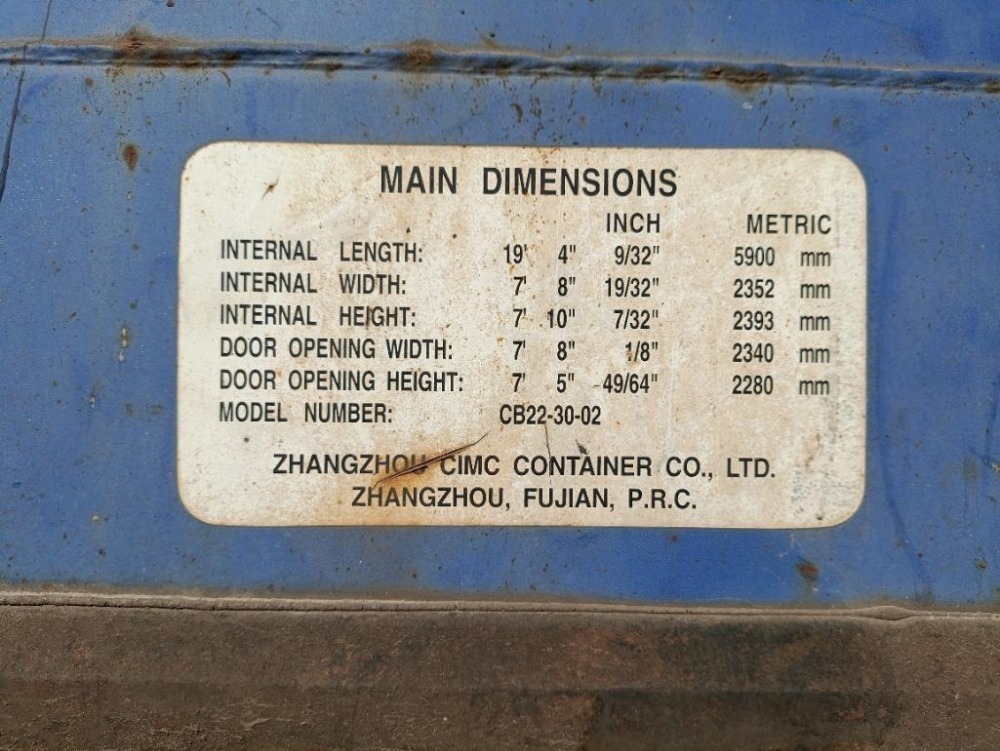 MAIN DIMENSIONS
INCH METRIC
INTERNAL LENGTH: 19' 4" 9/32" 5900 mm
INTERNAL WIDTH: 7' 8" 19/32" 2352 mm
INTERNAL HEIGHT: 7' 10" 7/32" 2393 mm
DOOR OPENING WIDTH: 7' 8" 1/8" 2340 mm
DOOR OPENING HEIGHT: 7' 5" 49/64" 2280 mm
MODEL NUMBER: CB22-30-02
ZHANGZHOU CIMC CONTAINER CO., LTD.
ZHANGZHOU, FUJIAN, P.R.C.